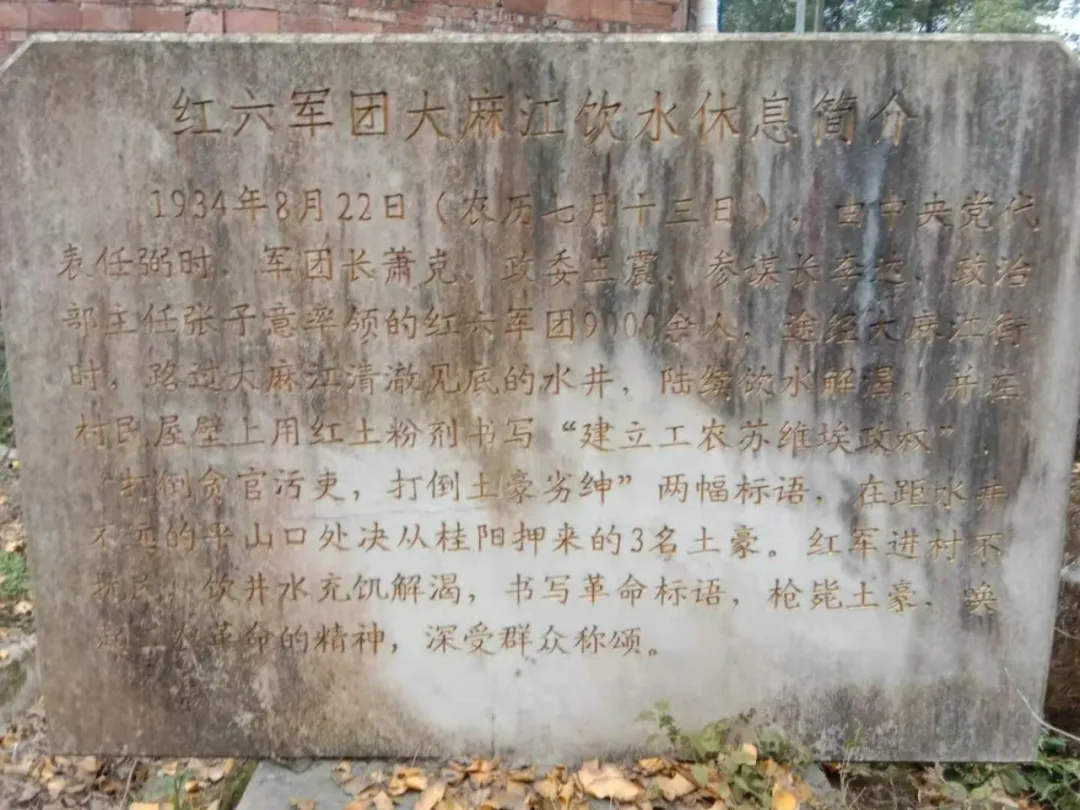 红六军团大麻江饮水休息简介
1934年8月22日（农历七月十三日），由中央党代
表任弼时、军团长萧克、政委王震、参谋长李达、政治
部主任张子意率领的红六军团9000余人，途经大麻江街
时，路过大麻江清澈见底的水井，陆续饮水解渴，并在
村民屋壁上用红土粉剂书写“建立工农苏维埃政权”、
“打倒贪官污吏，打倒土豪劣绅”两幅标语，在距水井
不远的平山口处决从桂阳押来的3名土豪。红军进村不
扰民，饮井水充饥解渴，书写革命标语，枪毙土豪、唤
起 革命的精神，深受群众称颂。